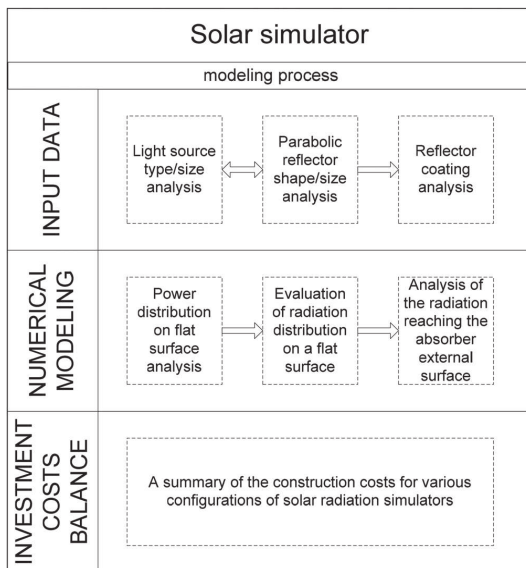 Solar simulator
modeling process
INPUT DATA
Light source
type/size
analysis
Parabolic
reflector
shape/size
analysis
Reflector
coating
analysis
NUMERICAL
MODELING
Power
distribution
on flat
surface
analysis
Evaluation
of radiation
distribution
on a flat
surface
Analysis of
the radiation
reaching the
absorber
external
surface
INVESTMENT
COSTS
BALANCE
A summary of the construction costs for various
configurations of solar radiation simulators